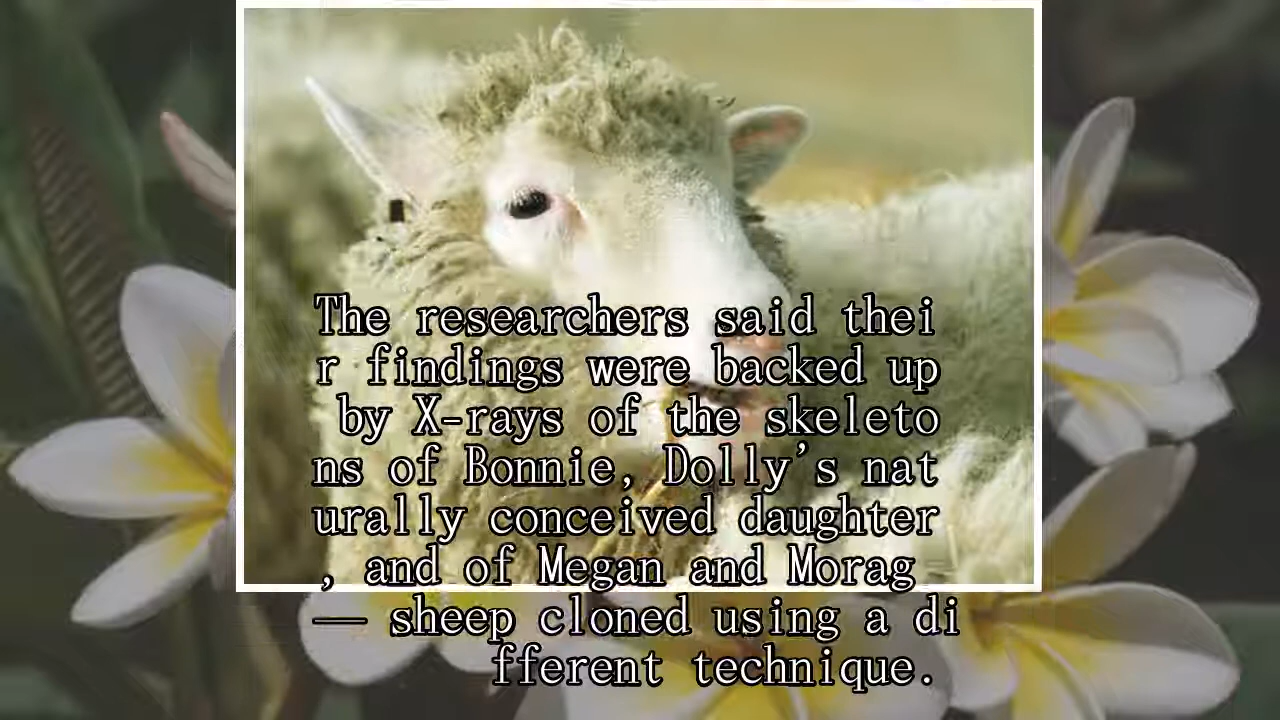 The researchers said thei
r findings were backed up
by X-rays of the skeleto
ns of Bonnie, Dolly’s nat
urally conceived daughter
, and of Megan and Morag
— sheep cloned using a di
fferent technique.